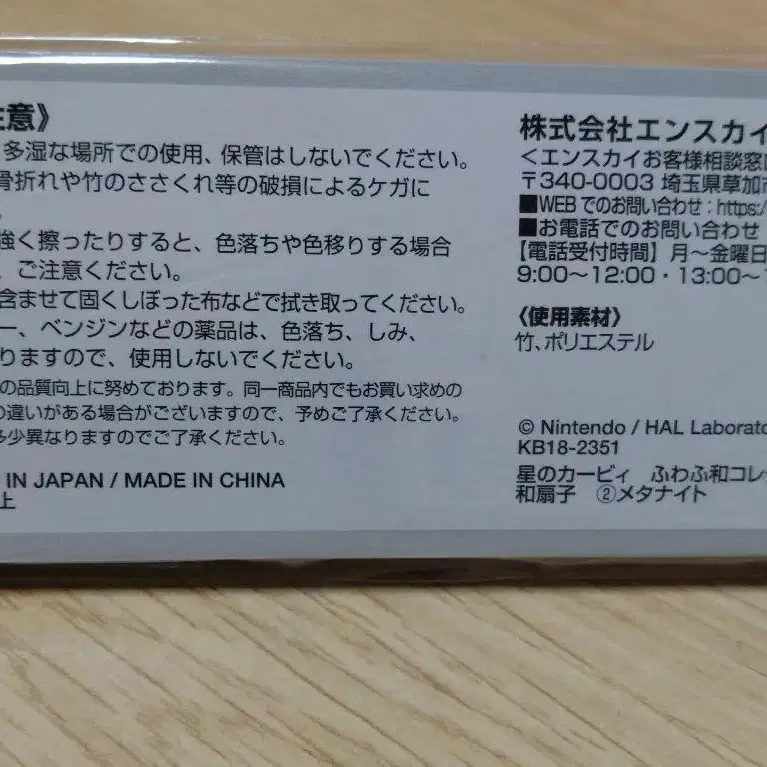 注意》
多湿な場所での使用、保管はしないでください。
骨折れや竹のささくれ等の破損によるケガに
。
強く擦ったりすると、色落ちや色移りする場合
、ご注意ください。
含ませて固くしぼった布などで拭き取ってください。
ー、ベンジンなどの薬品は、色落ち、しみ、
りますので、使用しないでください。
の品質向上に努めております。同一商品内でもお買い求めの
の違いがある場合がございますので、予めご了承ください。
多少異なりますのでご了承ください。
IN JAPAN / MADE IN CHINA
上
株式会社エンスカイ
<エンスカイお客様相談窓口
〒340-0003 埼玉県草加市
■WEBでのお問い合わせ:https:/
■お電話でのお問い合わせ
【電話受付時間】月〜金曜日
9:00〜12:00・13:00〜1
《使用素材》
竹、ポリエステル
© Nintendo / HAL Laborato
KB18-2351
星のカービィ ふわふ和コレ
和扇子 ②メタナイト